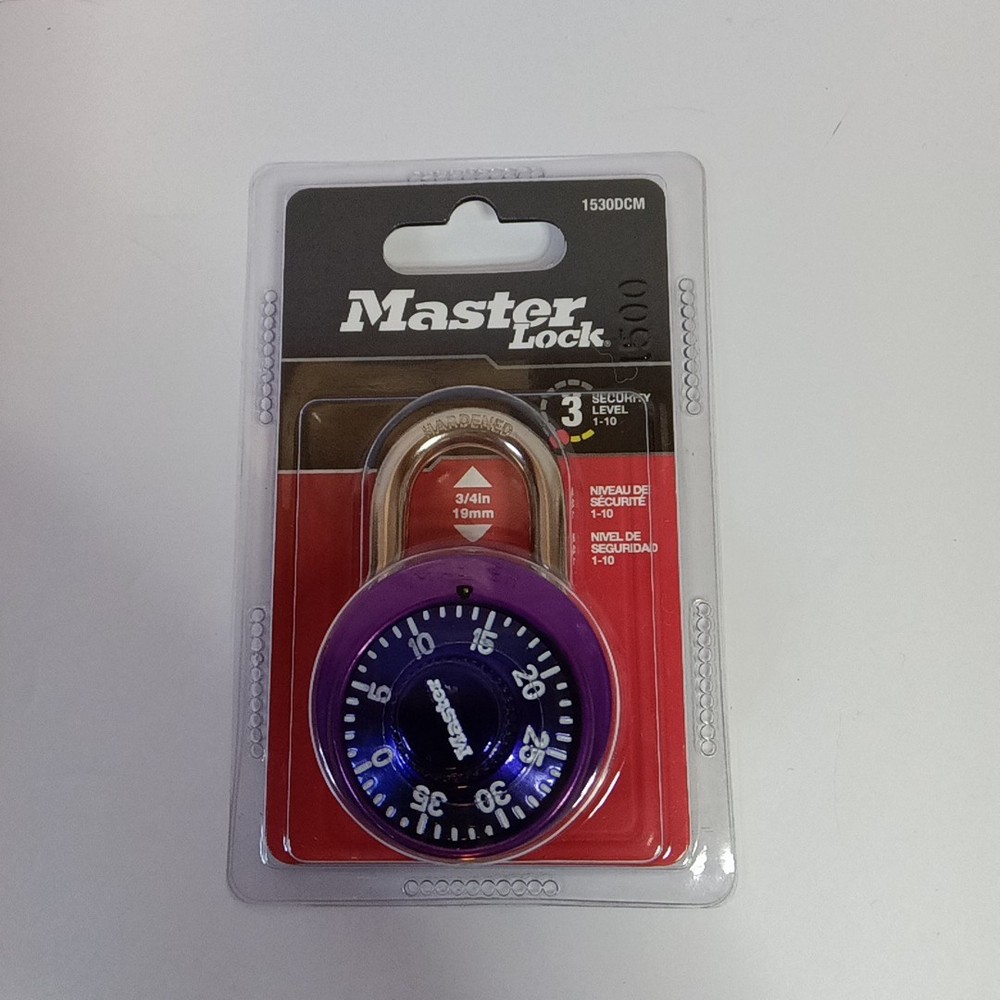 1530DCM
Master
Lock®
1500
HARDENED
3
SECURITY
LEVEL
1-10
3/4in
19mm
NIVEAU DE
SÉCURITÉ
1-10
NIVEL DE
SEGURIDAD
1-10
10
15
5
20
Master
0
25
35
30